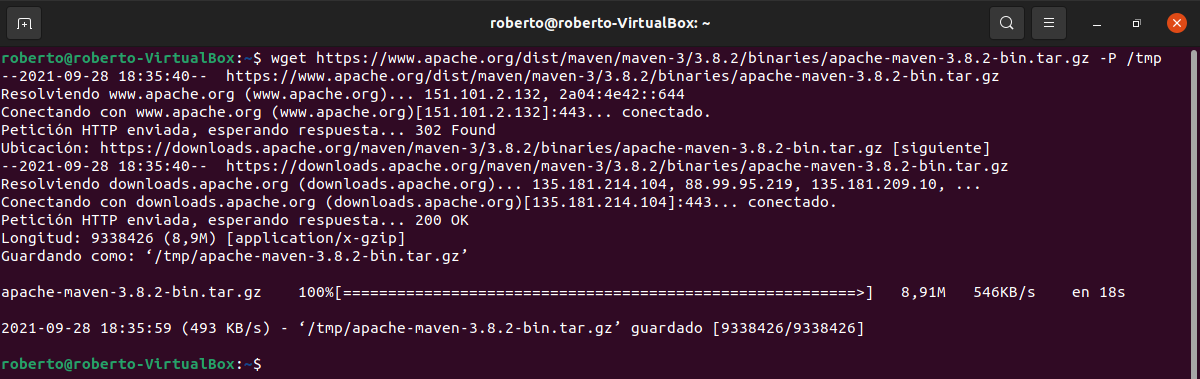 roberto@roberto-VirtualBox: ~
roberto@roberto-VirtualBox:~$ wget https://www.apache.org/dist/maven/maven-3/3.8.2/binaries/apache-maven-3.8.2-bin.tar.gz -P /tmp
--2021-09-28 18:35:40--  https://www.apache.org/dist/maven/maven-3/3.8.2/binaries/apache-maven-3.8.2-bin.tar.gz
Resolviendo www.apache.org (www.apache.org)... 151.101.2.132, 2a04:4e42::644
Conectando con www.apache.org (www.apache.org)[151.101.2.132]:443... conectado.
Petición HTTP enviada, esperando respuesta... 302 Found
Ubicación: https://downloads.apache.org/maven/maven-3/3.8.2/binaries/apache-maven-3.8.2-bin.tar.gz [siguiente]
--2021-09-28 18:35:40--  https://downloads.apache.org/maven/maven-3/3.8.2/binaries/apache-maven-3.8.2-bin.tar.gz
Resolviendo downloads.apache.org (downloads.apache.org)... 135.181.214.104, 88.99.95.219, 135.181.209.10, ...
Conectando con downloads.apache.org (downloads.apache.org)[135.181.214.104]:443... conectado.
Petición HTTP enviada, esperando respuesta... 200 OK
Longitud: 9338426 (8,9M) [application/x-gzip]
Guardando como: ‘/tmp/apache-maven-3.8.2-bin.tar.gz’
apache-maven-3.8.2-bin.tar.gz    100%[=========================================================>]   8,91M   546KB/s    en 18s
2021-09-28 18:35:59 (493 KB/s) - ‘/tmp/apache-maven-3.8.2-bin.tar.gz’ guardado [9338426/9338426]
roberto@roberto-VirtualBox:~$